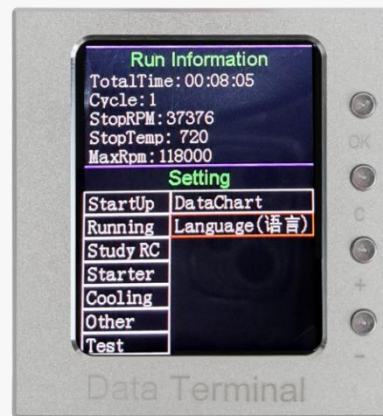 Run Information
TotalTime:00:08:05
Cycle:1
StopRPM:37376
StopTemp: 720
MaxRpm:118000
Setting
StartUp DataChart
Running Language(语言)
Study RC
Starter
Cooling
Other
Test
OK
C
+
-
Data Terminal